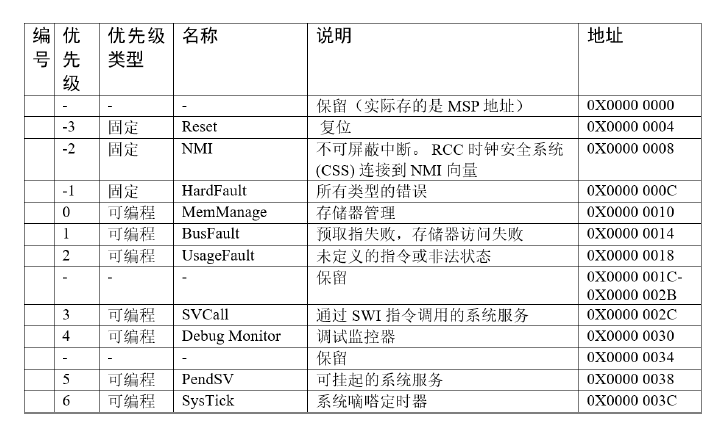 编号 优先级 优先级类型 名称 说明 地址
- - - 保留（实际存的是 MSP 地址） 0X0000 0000
-3 固定 Reset 复位 0X0000 0004
-2 固定 NMI 不可屏蔽中断。 RCC 时钟安全系统 0X0000 0008
(CSS) 连接到 NMI 向量
-1 固定 HardFault 所有类型的错误 0X0000 000C
0 可编程 MemManage 存储器管理 0X0000 0010
1 可编程 BusFault 预取指失败，存储器访问失败 0X0000 0014
2 可编程 UsageFault 未定义的指令或非法状态 0X0000 0018
- - - 保留 0X0000 001C-
0X0000 002B
3 可编程 SVCall 通过 SWI 指令调用的系统服务 0X0000 002C
4 可编程 Debug Monitor 调试监控器 0X0000 0030
- - - 保留 0X0000 0034
5 可编程 PendSV 可挂起的系统服务 0X0000 0038
6 可编程 SysTick 系统嘀嗒定时器 0X0000 003C